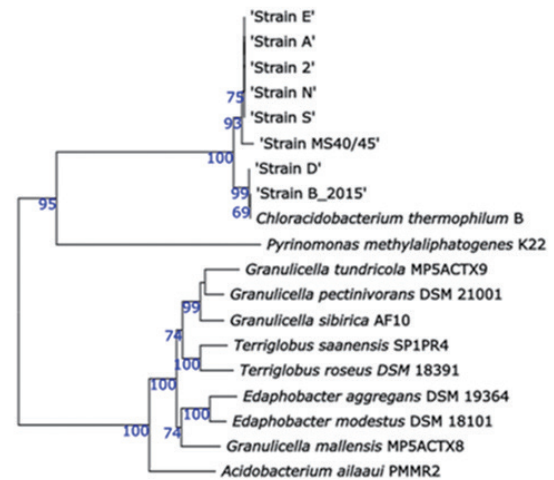 'Strain E'
'Strain A'
'Strain 2'
75 'Strain N'
93 'Strain S'
'Strain MS40/45'
100 'Strain D'
99 'Strain B_2015'
69 Chloracidobacterium thermophilum B
95
Pyrinomonas methylaliphatogenes K22
Granulicella tundricola MP5ACTX9
Granulicella pectinivorans DSM 21001
99
Granulicella sibirica AF10
74
Terriglobus saanensis SP1PR4
100 Terriglobus roseus DSM 18391
100
Edaphobacter aggregans DSM 19364
100 Edaphobacter modestus DSM 18101
100 74
Granulicella mallensis MP5ACTX8
Acidobacterium ailaaui PMMR2